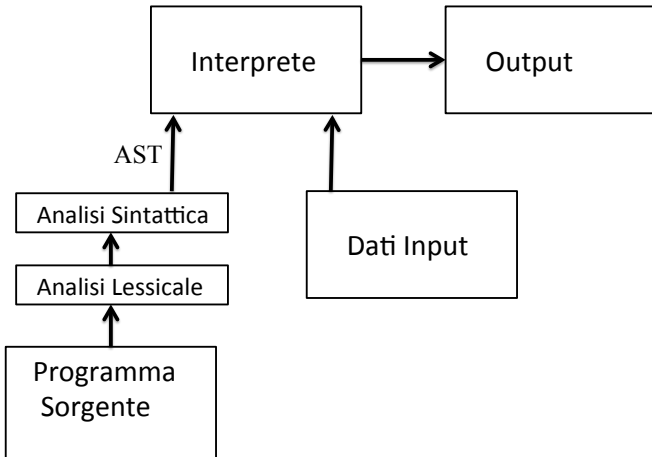 Interprete
Output
AST
Analisi Sintattica
Dati Input
Analisi Lessicale
Programma
Sorgente